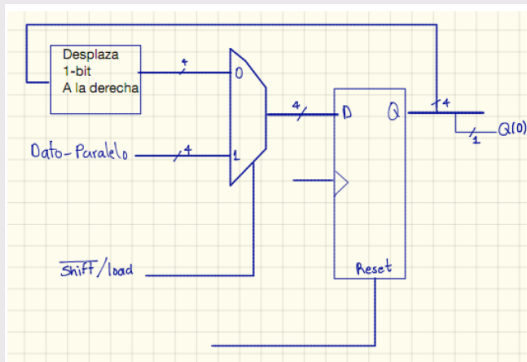 Desplaza
1-bit
A la derecha
4
0
4
D
Q
4
1
Q(0)
Dato-Paralelo
4
1
Shift/load
Reset